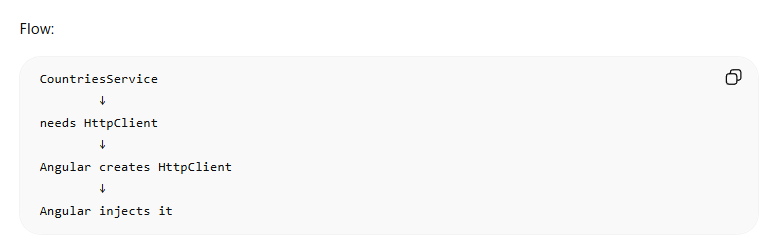 Flow:
CountriesService
↓
needs HttpClient
↓
Angular creates HttpClient
↓
Angular injects it